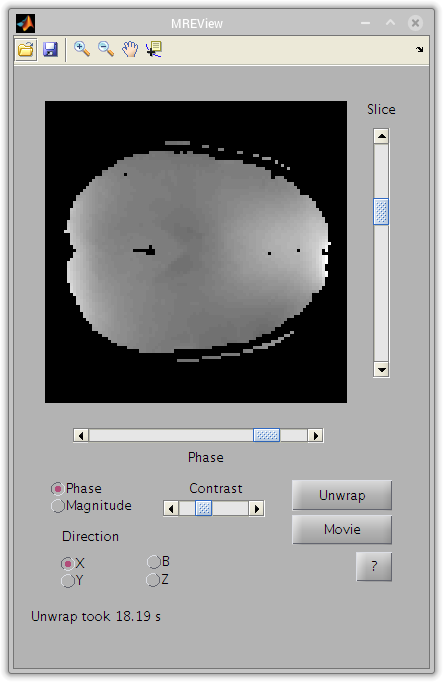 MREView
Slice
Phase
Phase
Magnitude
Contrast
Unwrap
Movie
Direction
X
B
Y
Z
?
Unwrap took 18.19 s